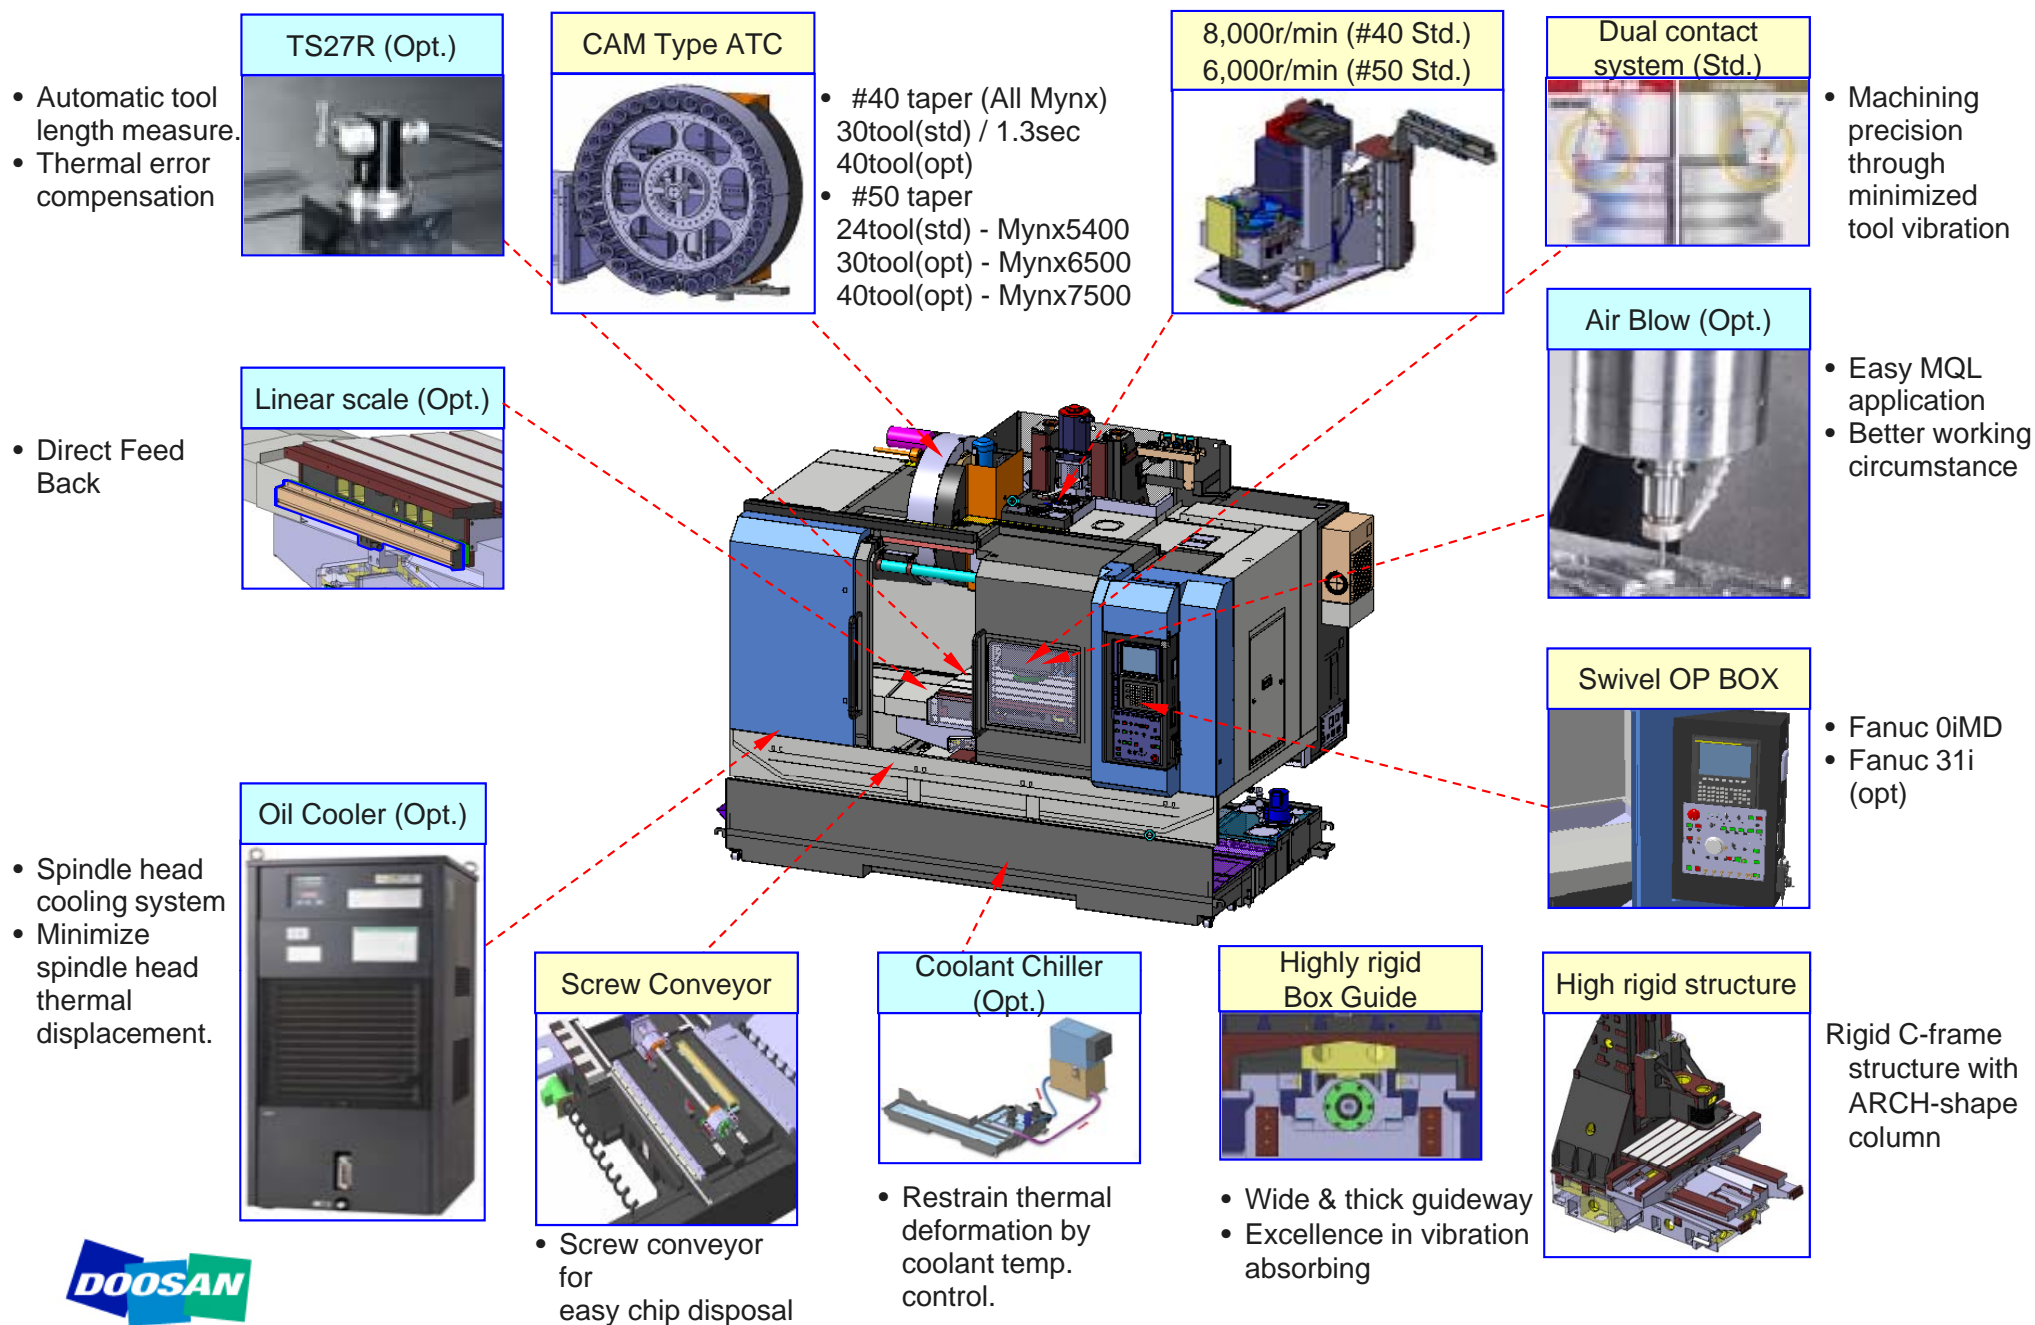 TS27R (Opt.)
• Automatic tool
length measure.
• Thermal error
compensation
CAM Type ATC
• #40 taper (All Mynx)
30tool(std) / 1.3sec
40tool(opt)
• #50 taper
24tool(std) - Mynx5400
30tool(opt) - Mynx6500
40tool(opt) - Mynx7500
8,000r/min (#40 Std.)
6,000r/min (#50 Std.)
Dual contact
system (Std.)
• Machining
precision
through
minimized
tool vibration
Linear scale (Opt.)
• Direct Feed
Back
Air Blow (Opt.)
• Easy MQL
application
• Better working
circumstance
Swivel OP BOX
• Fanuc 0iMD
• Fanuc 31i
(opt)
Oil Cooler (Opt.)
• Spindle head
cooling system
• Minimize
spindle head
thermal
displacement.
Screw Conveyor
• Screw conveyor
for
easy chip disposal
Coolant Chiller
(Opt.)
• Restrain thermal
deformation by
coolant temp.
control.
Highly rigid
Box Guide
• Wide & thick guideway
• Excellence in vibration
absorbing
High rigid structure
Rigid C-frame
structure with
ARCH-shape
column
DOOSAN